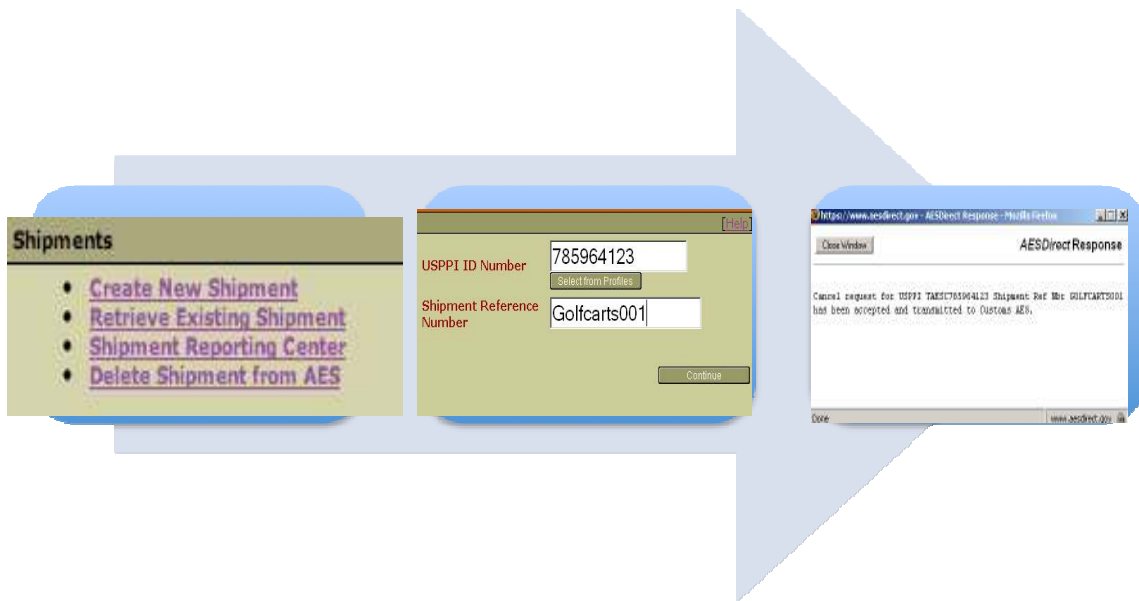 Shipments
Create New Shipment
Retrieve Existing Shipment
Shipment Reporting Center
Delete Shipment from AES
[Help]
USPPI ID Number
785964123
Select from Profiles
Shipment Reference
Number
Golfcarts001
Continue
https://www.aesdirect.gov - AESDirect Response - Mozilla Firefox
Close Window
AESDirect Response
Cancel request for USPPI TAESC785964123 Shipment Ref Nbr GOLFCARTS001
has been accepted and transmitted to Customs AES.
Done
www.aesdirect.gov